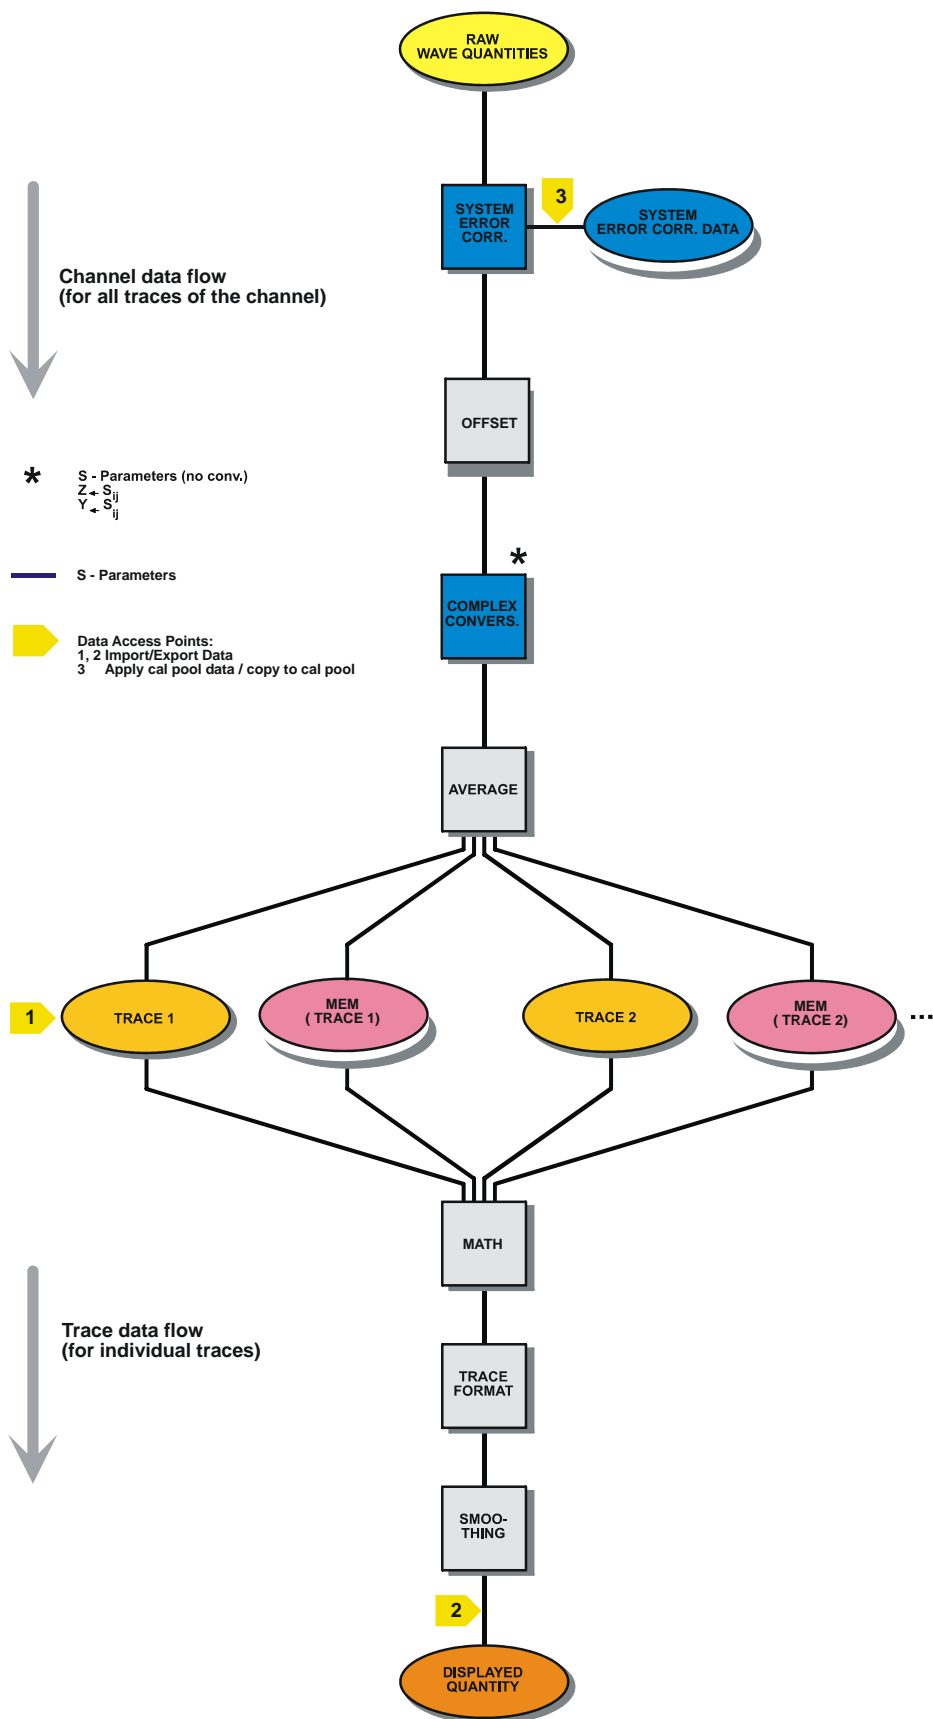 RAW
WAVE QUANTITIES
3
SYSTEM
ERROR
CORR.
SYSTEM
ERROR CORR. DATA
Channel data flow
(for all traces of the channel)
OFFSET
* S - Parameters (no conv.)
Z ← Sij
Y ← Sij
*
S - Parameters
COMPLEX
CONVERS.
Data Access Points:
1, 2 Import/Export Data
3 Apply cal pool data / copy to cal pool
AVERAGE
1
TRACE 1
MEM
( TRACE 1)
TRACE 2
MEM
( TRACE 2)
...
MATH
Trace data flow
(for individual traces)
TRACE
FORMAT
SMOO-
THING
2
DISPLAYED
QUANTITY